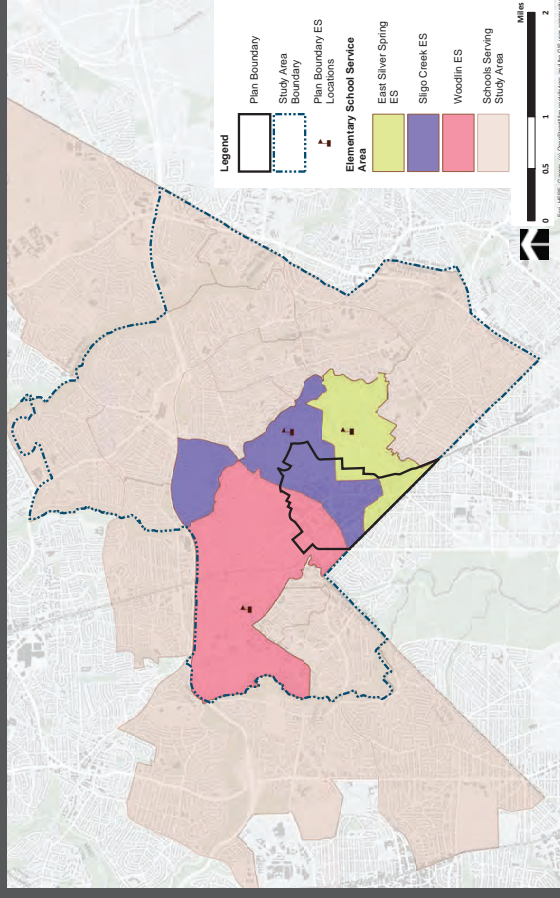 Legend
Plan Boundary
Study Area
Boundary
Plan Boundary ES
Locations
Elementary School Service
Area
East Silver Spring
ES
Sligo Creek ES
Woodlin ES
Schools Serving
Study Area
Miles
0
0.5
1
2